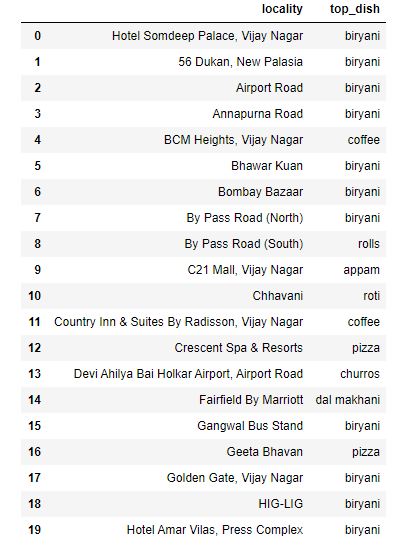 locality top_dish
0 Hotel Somdeep Palace, Vijay Nagar biryani
1 56 Dukan, New Palasia biryani
2 Airport Road biryani
3 Annapurna Road biryani
4 BCM Heights, Vijay Nagar coffee
5 Bhawar Kuan biryani
6 Bombay Bazaar biryani
7 By Pass Road (North) biryani
8 By Pass Road (South) rolls
9 C21 Mall, Vijay Nagar appam
10 Chhavani roti
11 Country Inn & Suites By Radisson, Vijay Nagar coffee
12 Crescent Spa & Resorts pizza
13 Devi Ahilya Bai Holkar Airport, Airport Road churros
14 Fairfield By Marriott dal makhani
15 Gangwal Bus Stand biryani
16 Geeta Bhavan pizza
17 Golden Gate, Vijay Nagar biryani
18 HIG-LIG biryani
19 Hotel Amar Vilas, Press Complex biryani